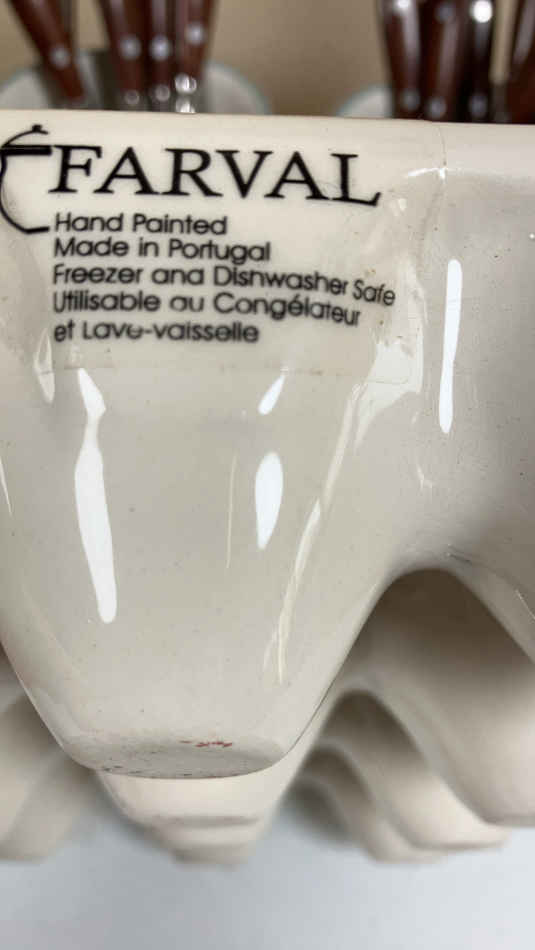 FARVAL
Hand Painted
Made in Portugal
Freezer and Dishwasher Safe
Utilisable au Congélateur
et Lave-vaisselle